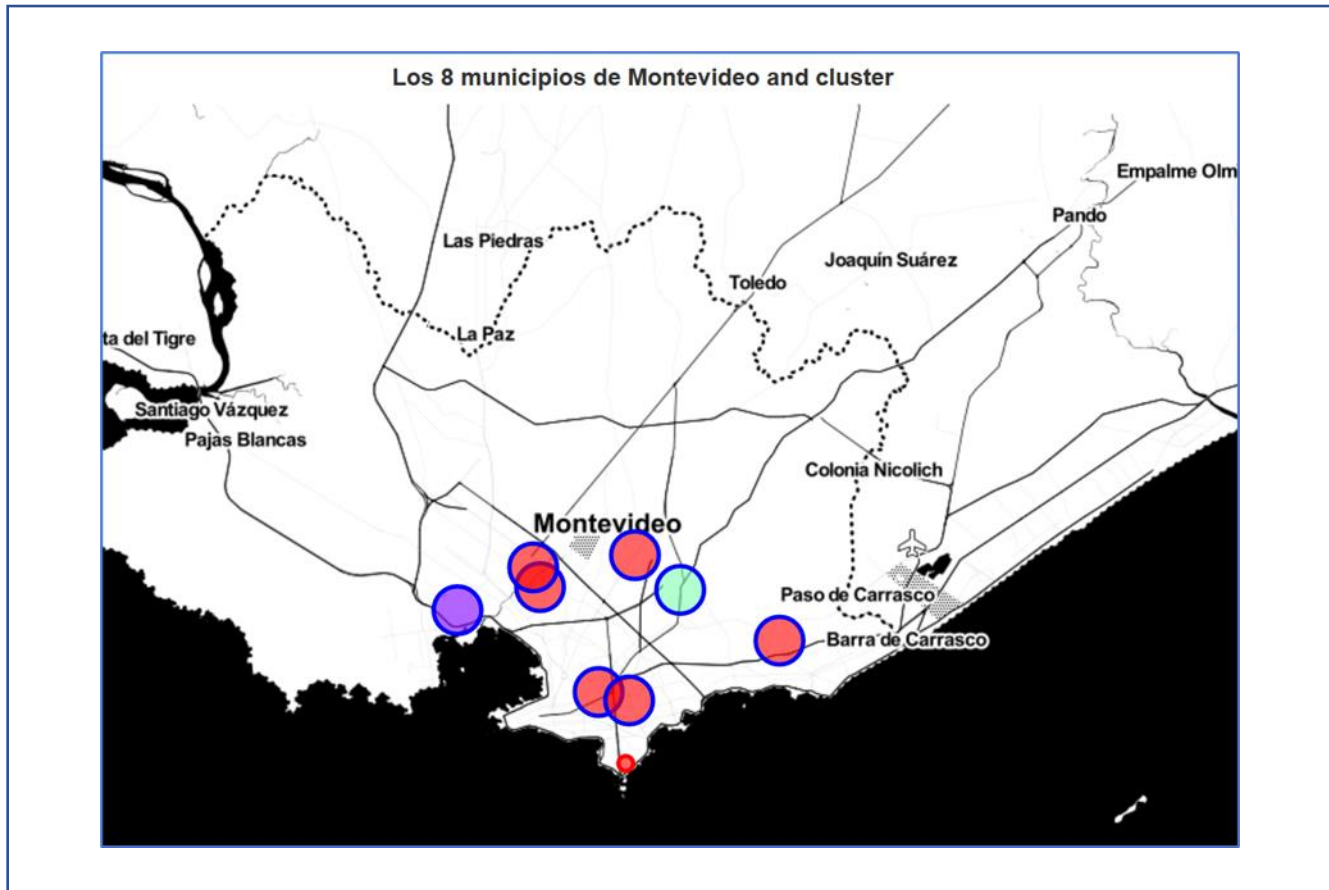 Los 8 municipios de Montevideo and cluster
Empalme Olm
Pando
Las Piedras
Joaquín Suárez
Toledo
La Paz
ta del Tigre
Santiago Vázquez
Pajas Blancas
Colonia Nicolich
Montevideo
Paso de Carrasco
Barra de Carrasco